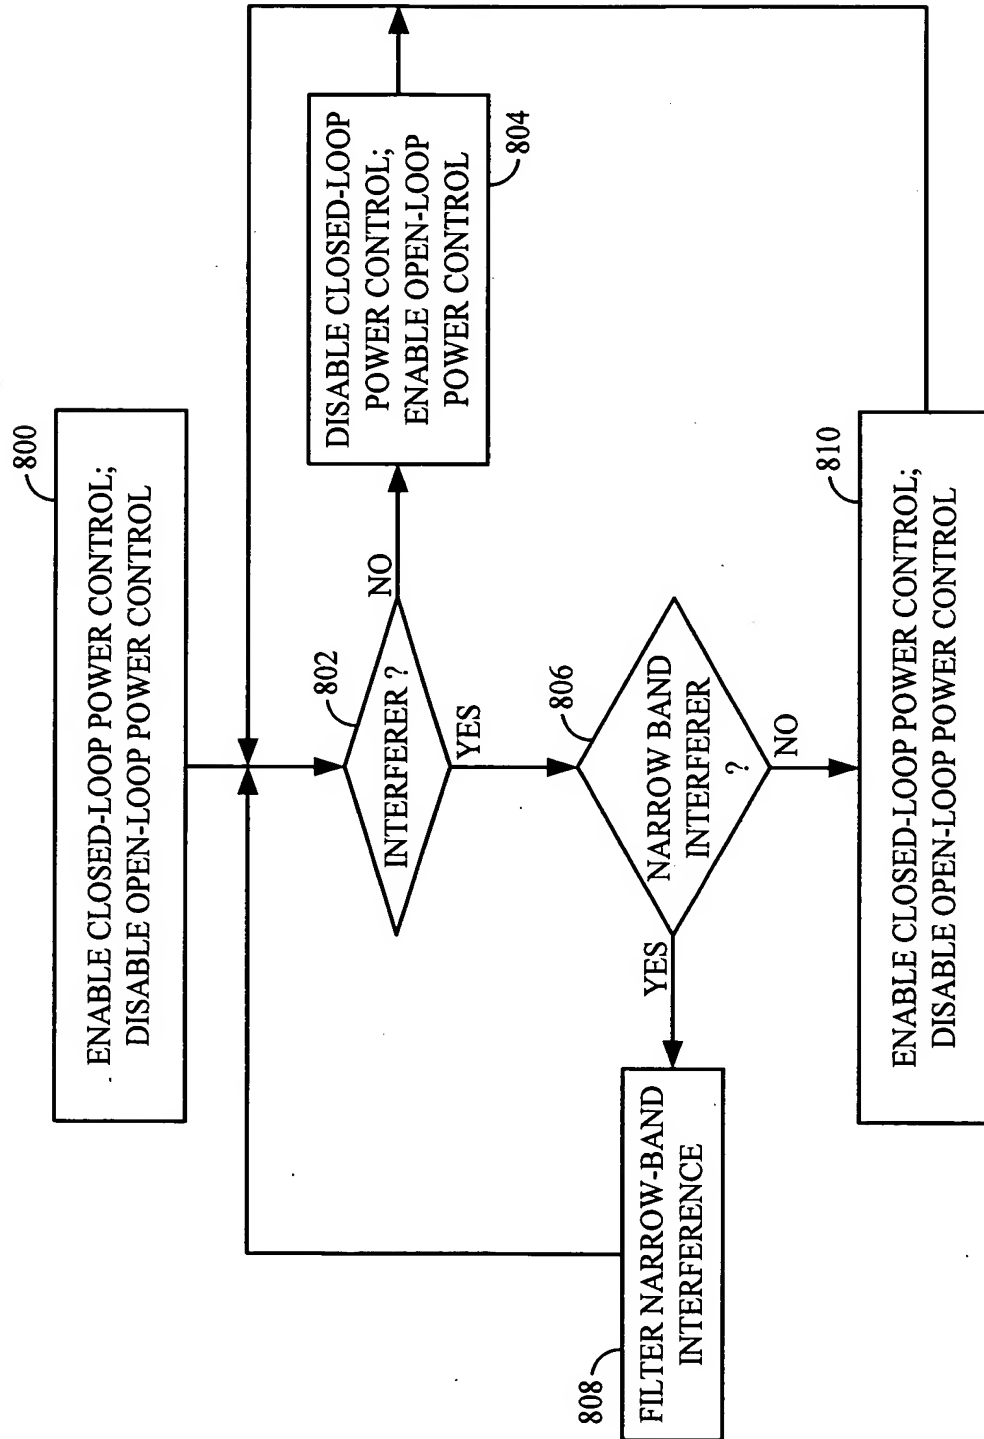 800
ENABLE CLOSED-LOOP POWER CONTROL;
DISABLE OPEN-LOOP POWER CONTROL
802
INTERFERER ?
NO
YES
DISABLE CLOSED-LOOP
POWER CONTROL;
ENABLE OPEN-LOOP
POWER CONTROL
804
806
NARROW BAND
INTERFERER
?
YES
NO
808
FILTER NARROW-BAND
INTERFERENCE
810
ENABLE CLOSED-LOOP POWER CONTROL;
DISABLE OPEN-LOOP POWER CONTROL